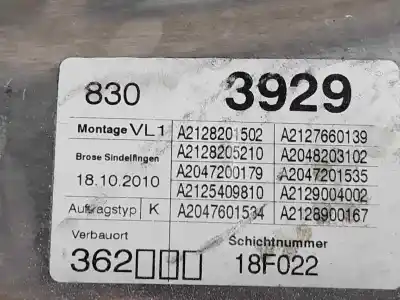 830 3929
Montage VL1 A2128201502 A2127660139
Brose Sindelfingen A2128205210 A2048203102
18.10.2010 A2047200179 A2047201535
A2125409810 A2129004002
Auftragstyp K A2047601534 A2128900167
Verbauort Schichtnummer
362□□□ 18F022